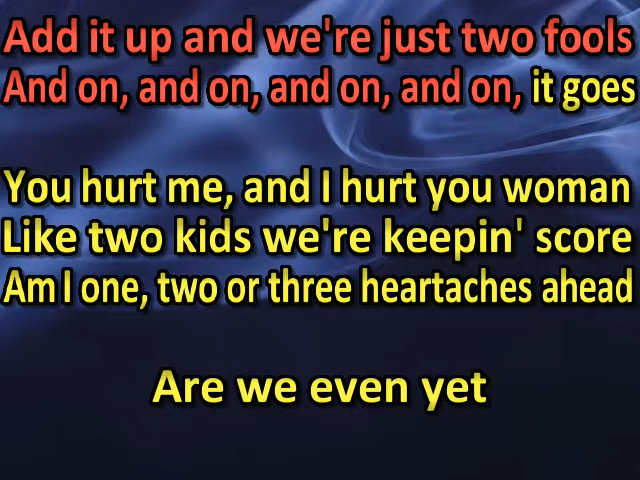 Add it up and we're just two fools
And on, and on, and on, and on, it goes
You hurt me, and I hurt you woman
Like two kids we're keepin' score
Am I one, two or three heartaches ahead
Are we even yet